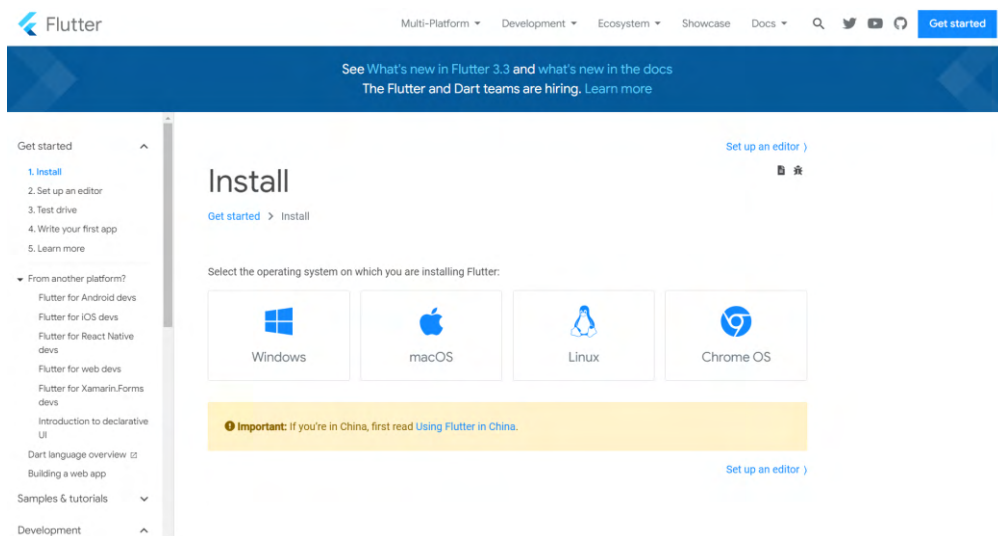 Flutter
Multi-Platform
Development
Ecosystem
Showcase
Docs
Get started
See What's new in Flutter 3.3 and what's new in the docs
The Flutter and Dart teams are hiring. Learn more
Get started
1. Install
2. Set up an editor
3. Test drive
4. Write your first app
5. Learn more
From another platform?
Flutter for Android devs
Flutter for iOS devs
Flutter for React Native
devs
Flutter for web devs
Flutter for Xamarin.Forms
devs
Introduction to declarative
UI
Dart language overview
Building a web app
Samples & tutorials
Development
Set up an editor
Install
Get started > Install
Select the operating system on which you are installing Flutter:
Windows
macOS
Linux
Chrome OS
Important: If you're in China, first read Using Flutter in China.
Set up an editor